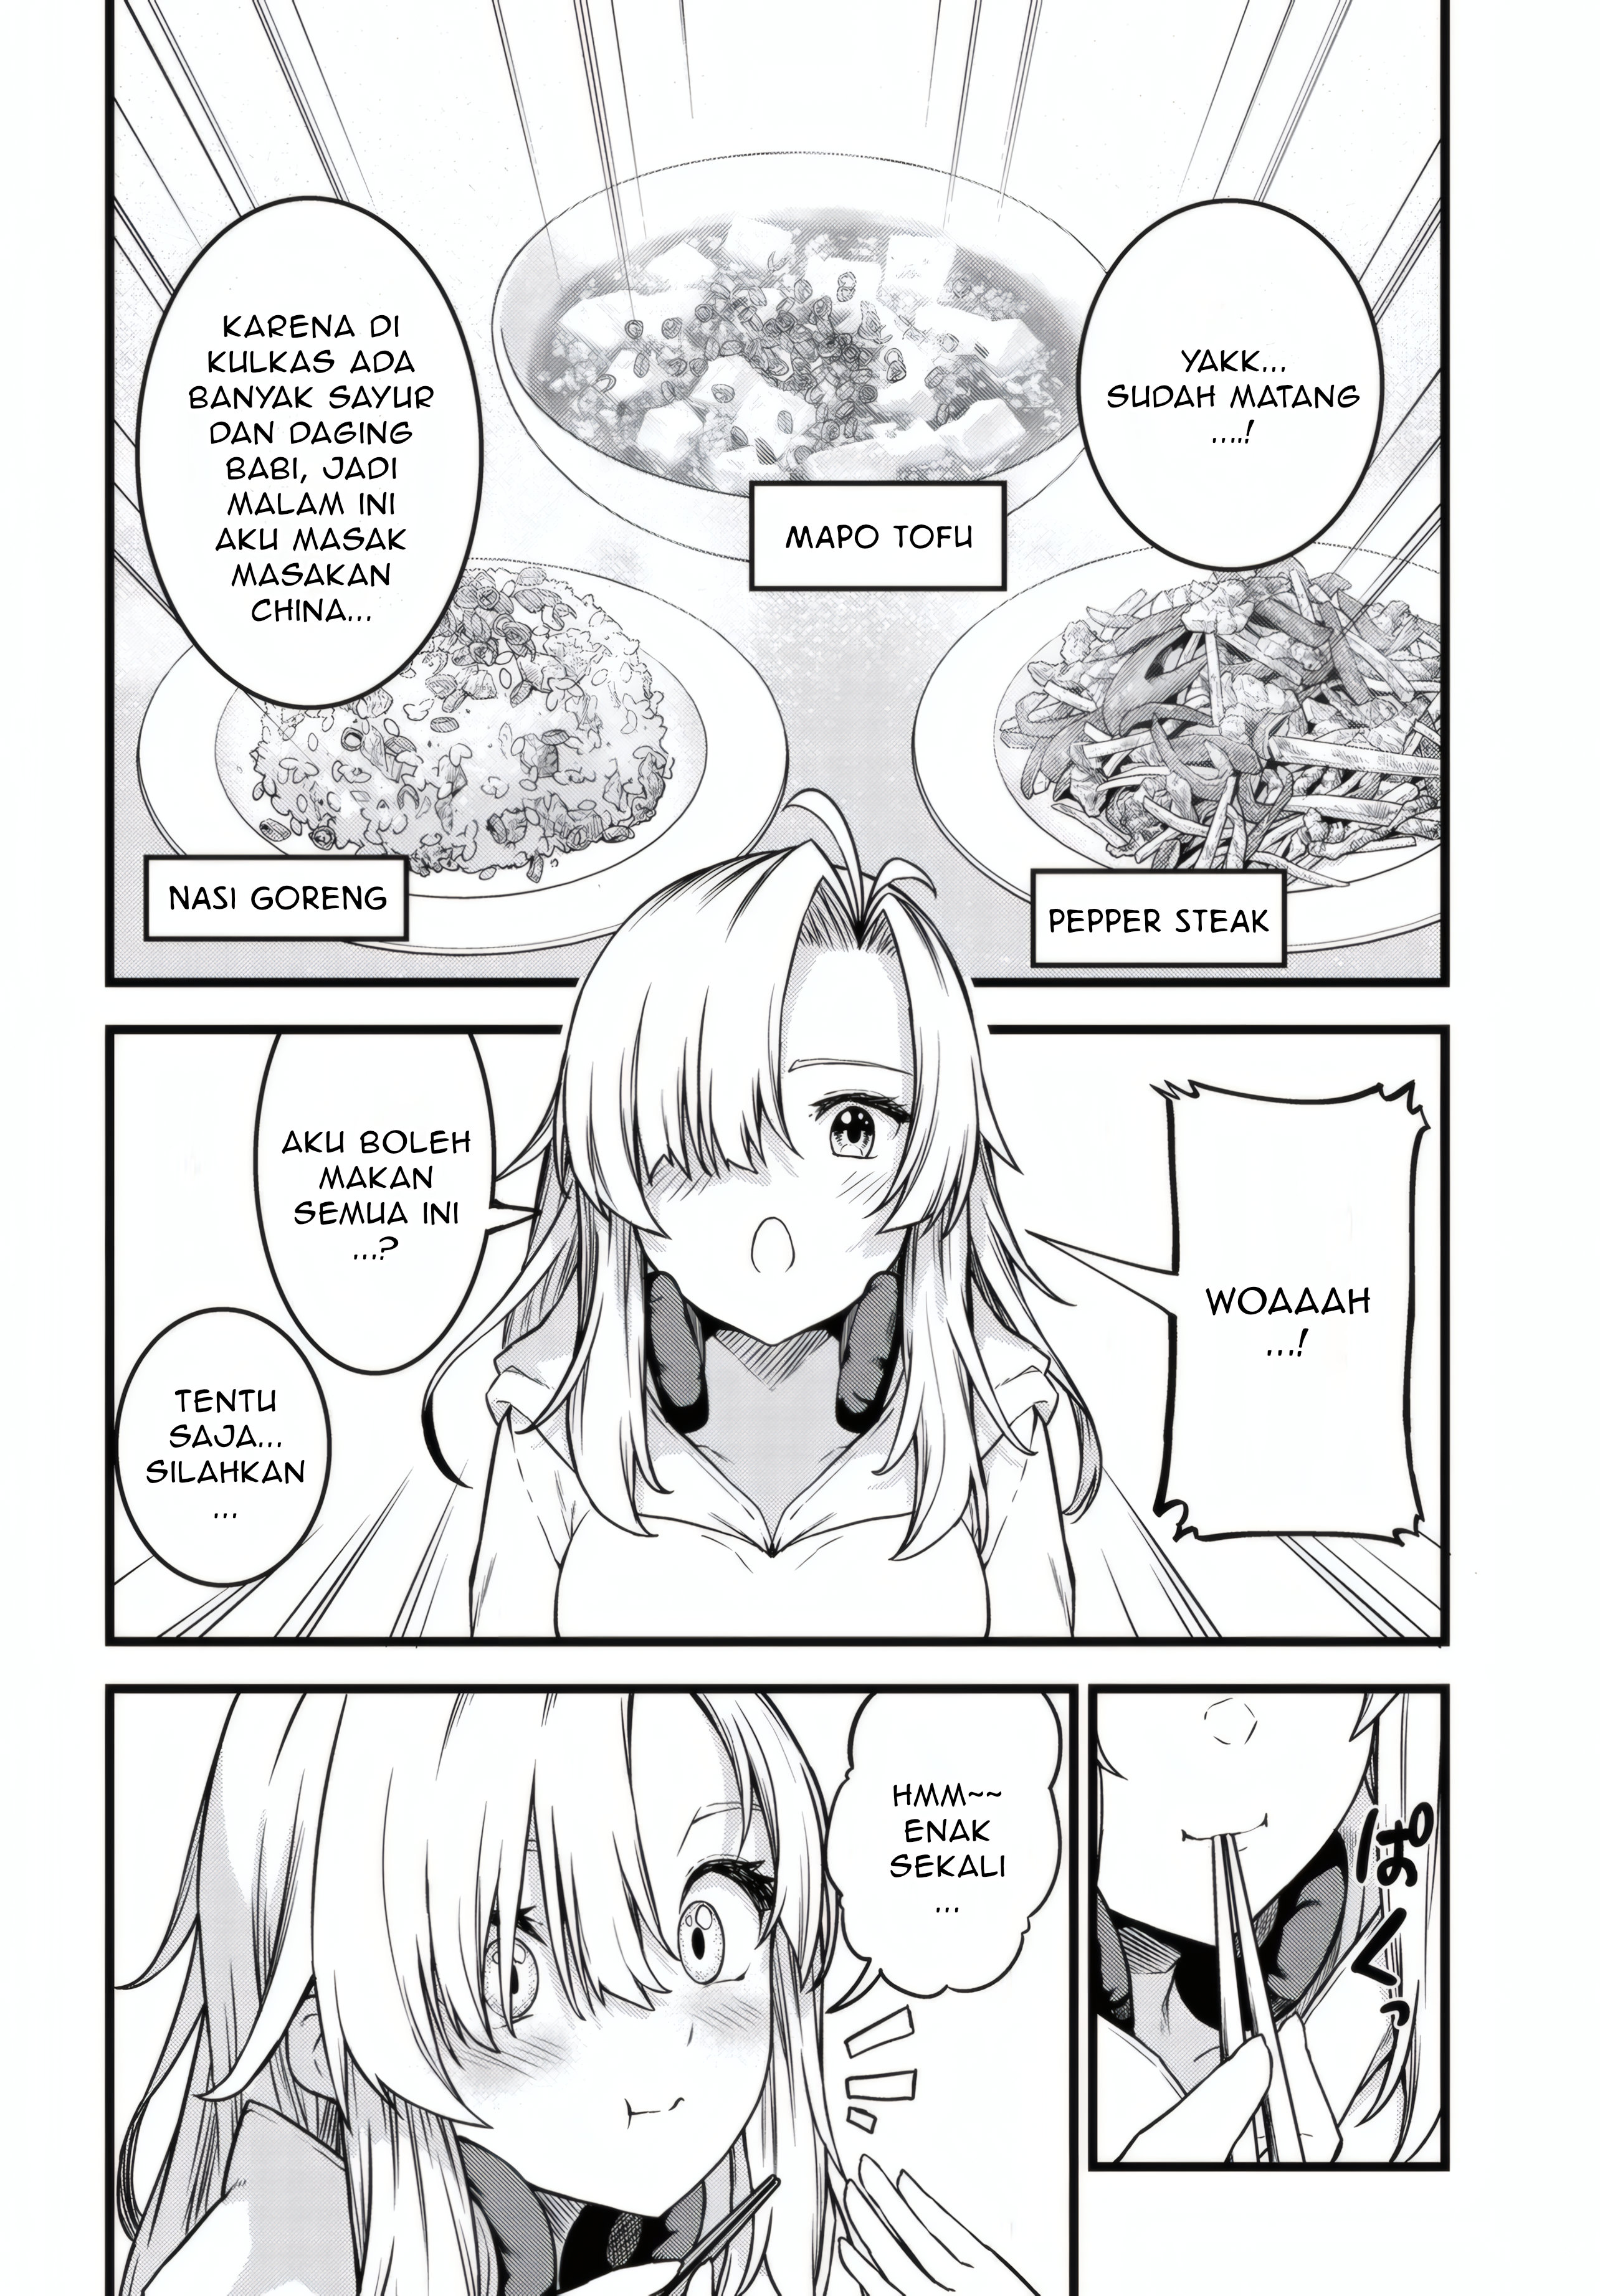 YAKK...
SUDAH MATANG
....!
KARENA DI
KULKAS ADA
BANYAK SAYUR
DAN DAGING
BABI, JADI
MALAM INI
AKU MASAK
MASAKAN
CHINA...
MAPO TOFU
PEPPER STEAK
NASI GORENG
WOAAAH
...!
AKU BOLEH
MAKAN
SEMUA INI
...?
TENTU
SAJA...
SILAHKAN
...
ぱくっ
HMM~~
ENAK
SEKALI
...